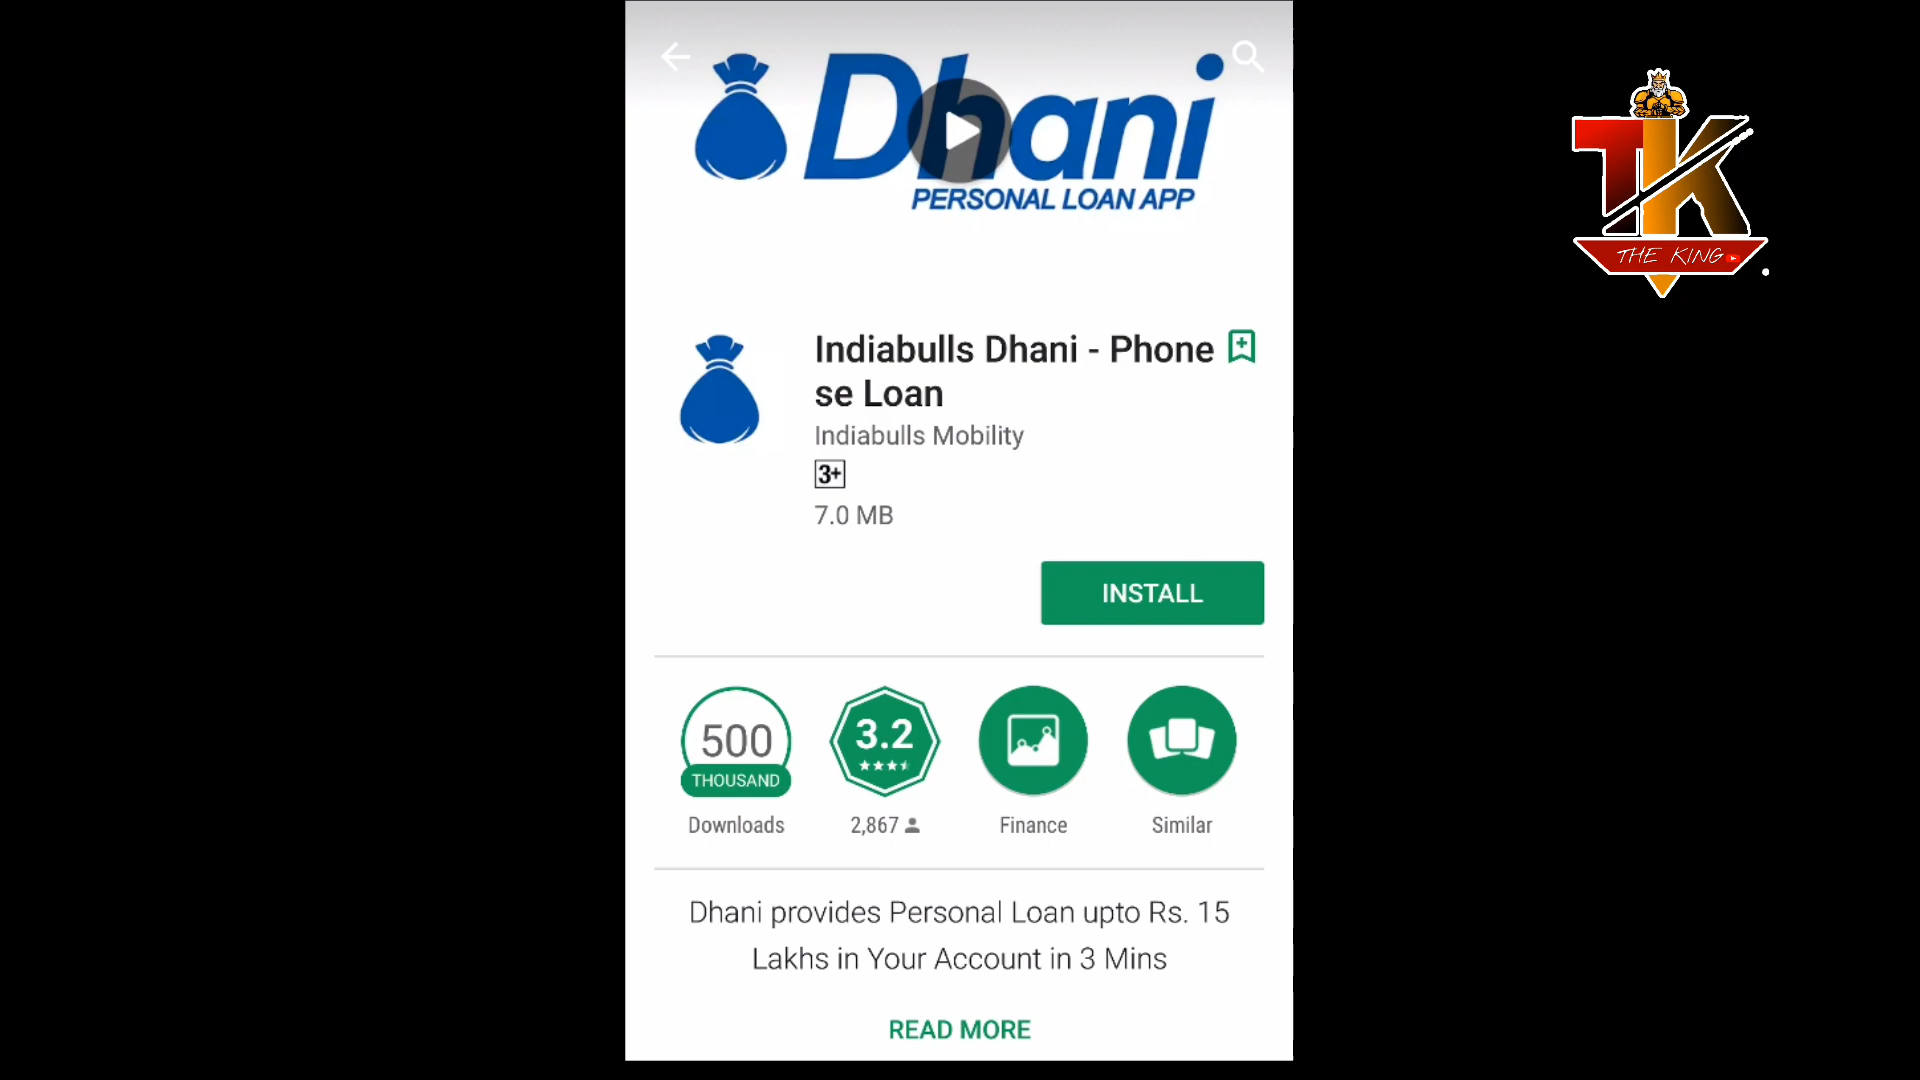 Dhani
PERSONAL LOAN APP
TK
THE KING
Indiabulls Dhani - Phone
se Loan
Indiabulls Mobility
3+
7.0 MB
INSTALL
500
THOUSAND
Downloads
3.2
2,867
Finance
Similar
Dhani provides Personal Loan upto Rs. 15
Lakhs in Your Account in 3 Mins
READ MORE